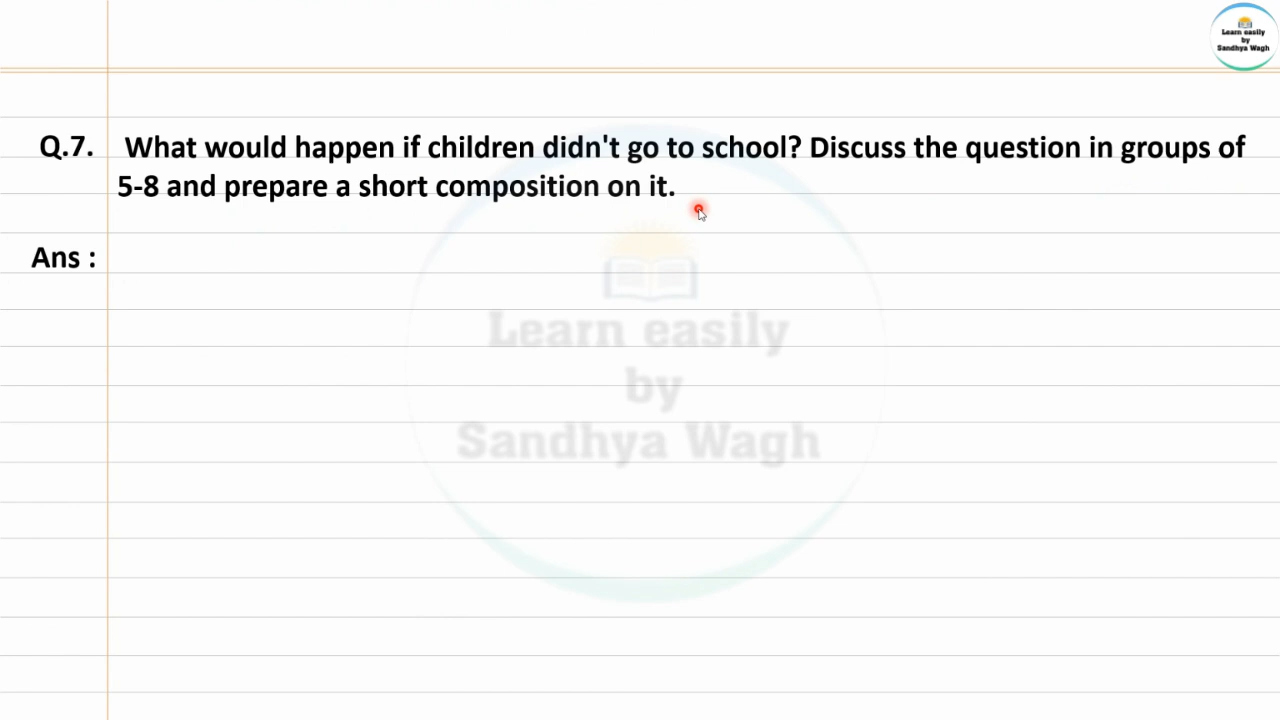 Learn easily
by
Sandhya Wagh
Q.7. What would happen if children didn't go to school? Discuss the question in groups of
5-8 and prepare a short composition on it.
Ans :
Learn easily
by
Sandhya Wagh